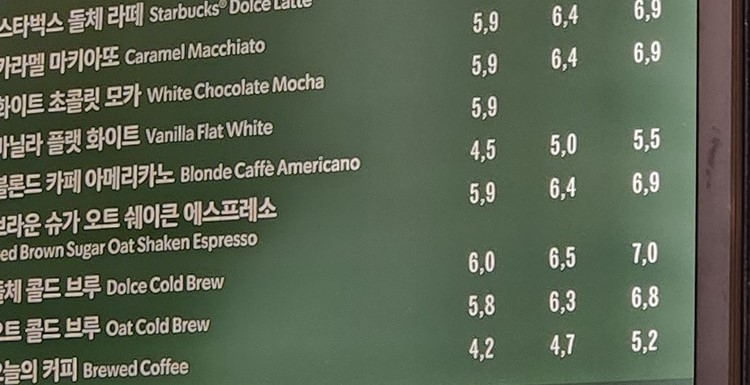 스타벅스 돌체 라떼 Starbucks® Dolce Latte
카라멜 마키아또 Caramel Macchiato 5,9 6,4 6,9
화이트 초콜릿 모카 White Chocolate Mocha 5,9 6,4 6,9
바닐라 플랫 화이트 Vanilla Flat White 5,9
블론드 카페 아메리카노 Blonde Caffè Americano 4,5 5,0 5,5
브라운 슈가 오트 쉐이큰 에스프레소 5,9 6,4 6,9
ed Brown Sugar Oat Shaken Espresso
돌체 콜드 브루 Dolce Cold Brew 6,0 6,5 7,0
오트 콜드 브루 Oat Cold Brew 5,8 6,3 6,8
오늘의 커피 Brewed Coffee 4,2 4,7 5,2